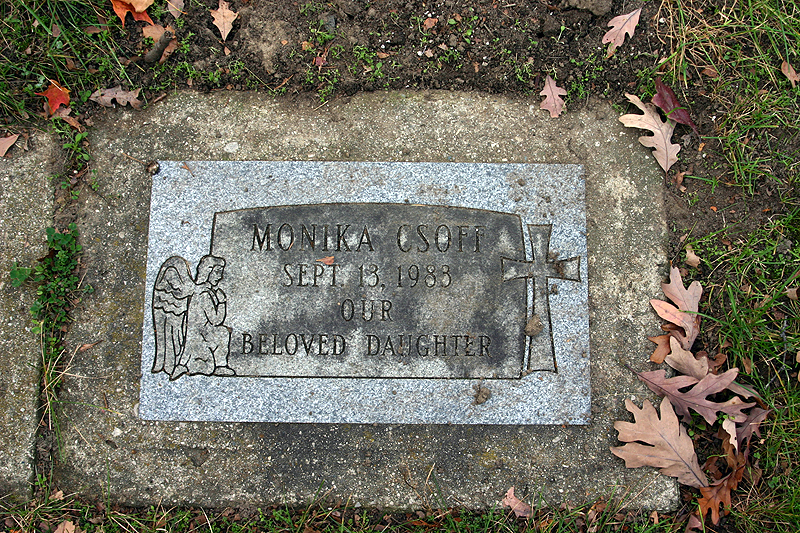 MONIKA CSOFF
SEPT. 13, 1983
OUR
BELOVED DAUGHTER